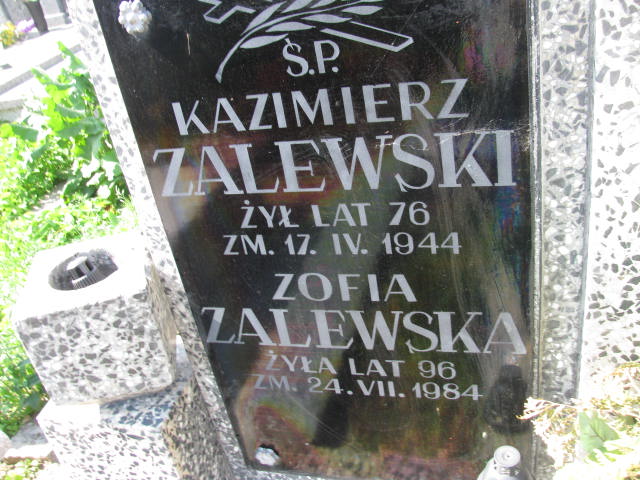 Ś.P.
KAZIMIERZ
ZALEWSKI
ŻYŁ LAT 76
ZM. 17. IV. 1944
ZOFIA
ZALEWSKA
ŻYŁA LAT 96
ZM. 24. VII. 1984